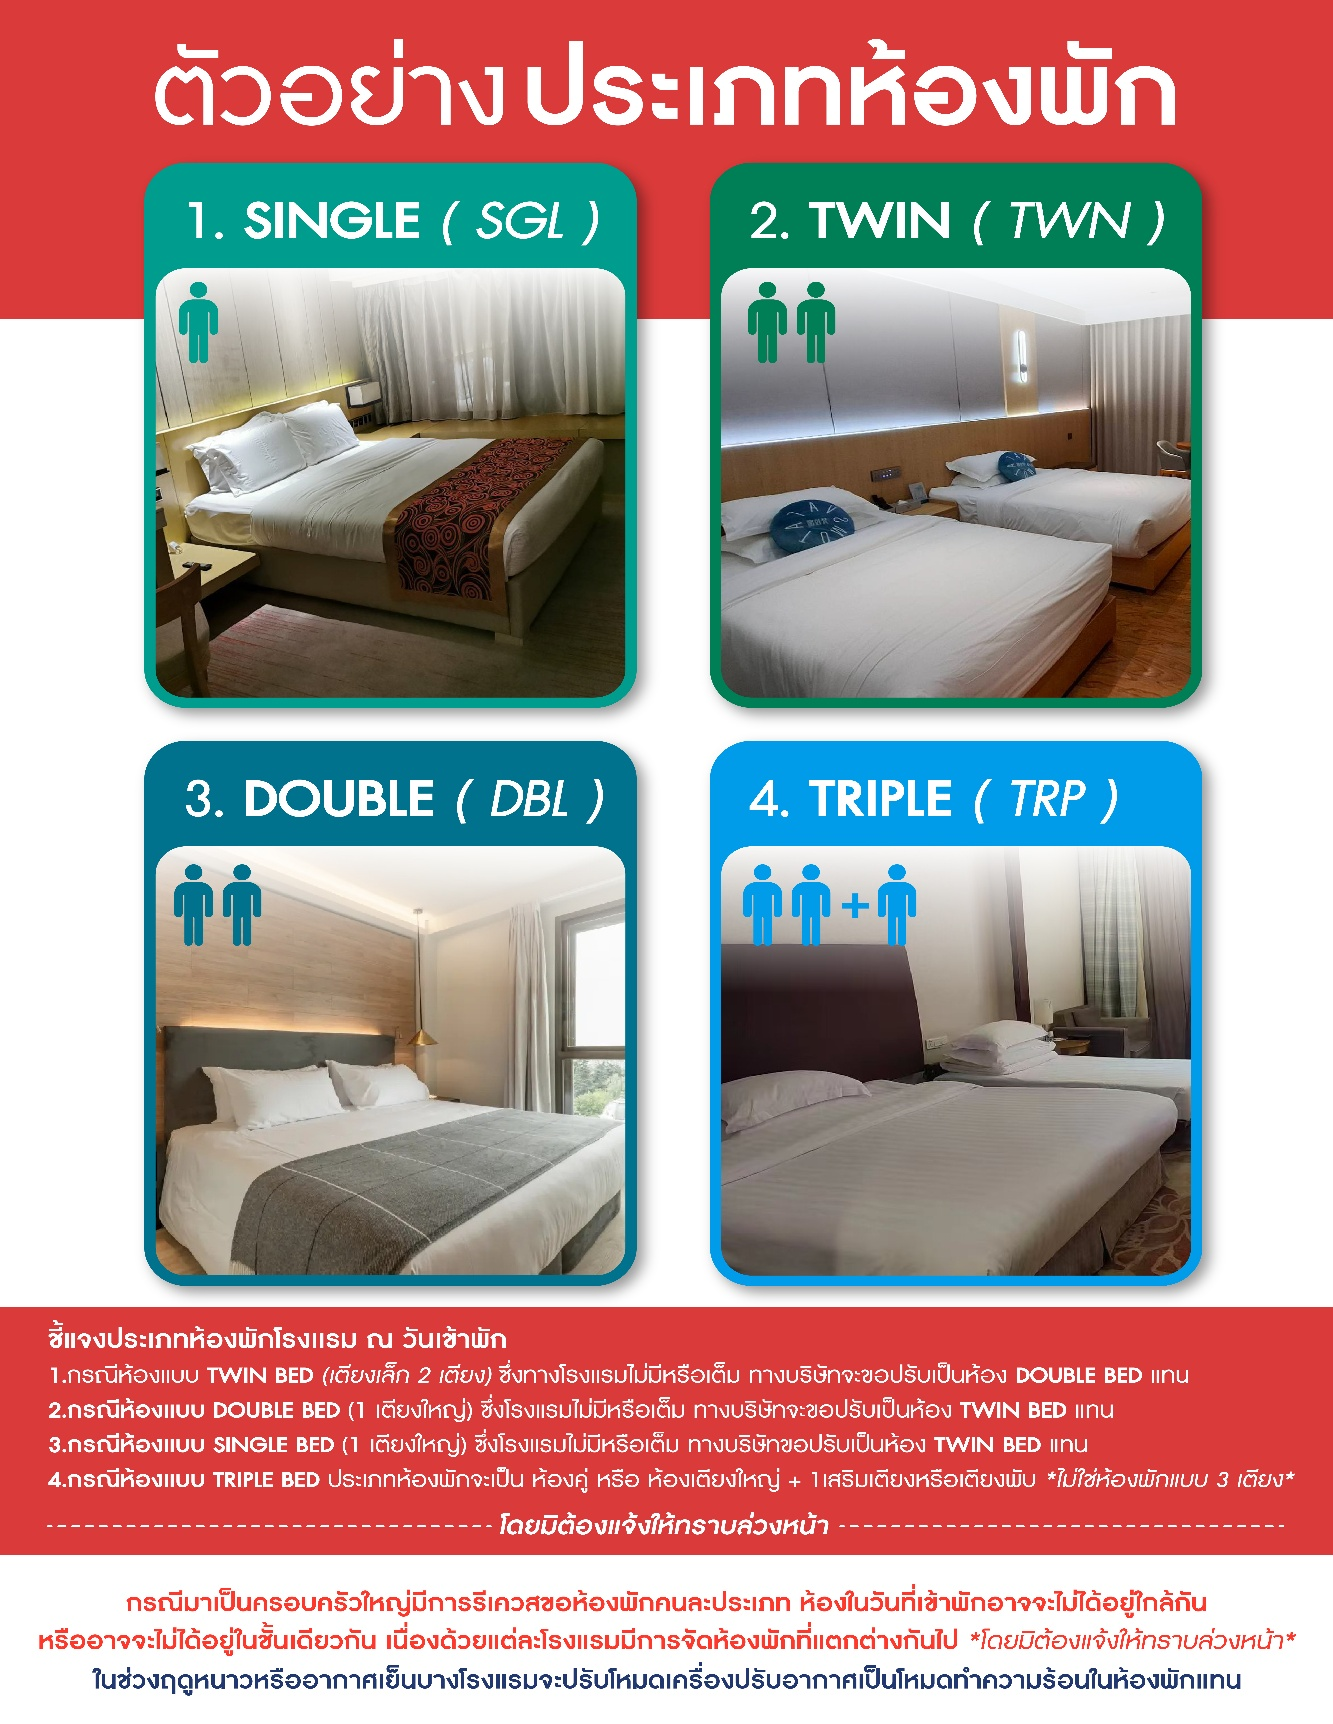 ตัวอย่างประเภทห้องพัก
1. SINGLE ( SGL )
2. TWIN ( TWN )
3. DOUBLE ( DBL )
4. TRIPLE ( TRP )
+
ชี้แจงประเภทห้องพักโรงแรม ณ วันเข้าพัก
1.กรณีห้องแบบ TWIN BED (เตียงเล็ก 2 เตียง) ซึ่งทางโรงแรมไม่มีหรือเต็ม ทางบริษัทจะขอปรับเป็นห้อง DOUBLE BED แทน
2.กรณีห้องแบบ DOUBLE BED (1 เตียงใหญ่) ซึ่งโรงแรมไม่มีหรือเต็ม ทางบริษัทจะขอปรับเป็นห้อง TWIN BED แทน
3.กรณีห้องแบบ SINGLE BED (1 เตียงใหญ่) ซึ่งโรงแรมไม่มีหรือเต็ม ทางบริษัทขอปรับเป็นห้อง TWIN BED แทน
4.กรณีห้องแบบ TRIPLE BED ประเภทห้องพักจะเป็น ห้องคู่ หรือ ห้องเตียงใหญ่ + 1เสริมเตียงหรือเตียงพับ *ไม่ใช่ห้องพักแบบ 3 เตียง*
โดยมิต้องแจ้งให้ทราบล่วงหน้า
กรณีมาเป็นครอบครัวใหญ่มีการรีเควสขอห้องพักคนละประเภท ห้องในวันที่เข้าพักอาจจะไม่ได้อยู่ใกล้กัน
หรืออาจจะไม่ได้อยู่ในชั้นเดียวกัน เนื่องด้วยแต่ละโรงแรมมีการจัดห้องพักที่แตกต่างกันไป *โดยมิต้องแจ้งให้ทราบล่วงหน้า*
ในช่วงฤดูหนาวหรืออากาศเย็นบางโรงแรมจะปรับโหมดเครื่องปรับอากาศเป็นโหมดทำความร้อนในห้องพักแทน